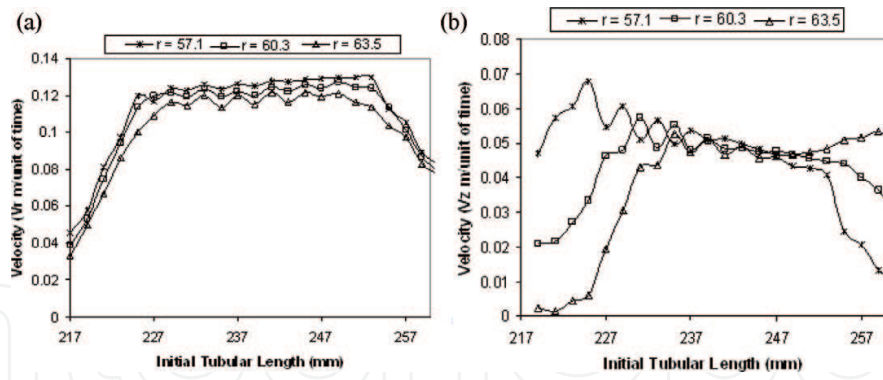 (a)
r = 57.1 r = 60.3 r = 63.5
0.14
0.12
0.1
0.08
0.06
0.04
0.02
0
Velocity (Vr m/unit of time)
217 227 237 247 257
Initial Tubular Length (mm)
(b)
r = 57.1 r = 60.3 r = 63.5
0.08
0.07
0.06
0.05
0.04
0.03
0.02
0.01
0
Velocity (Vz m/unit of time)
217 227 237 247 257
Initial Tubular Length (mm)